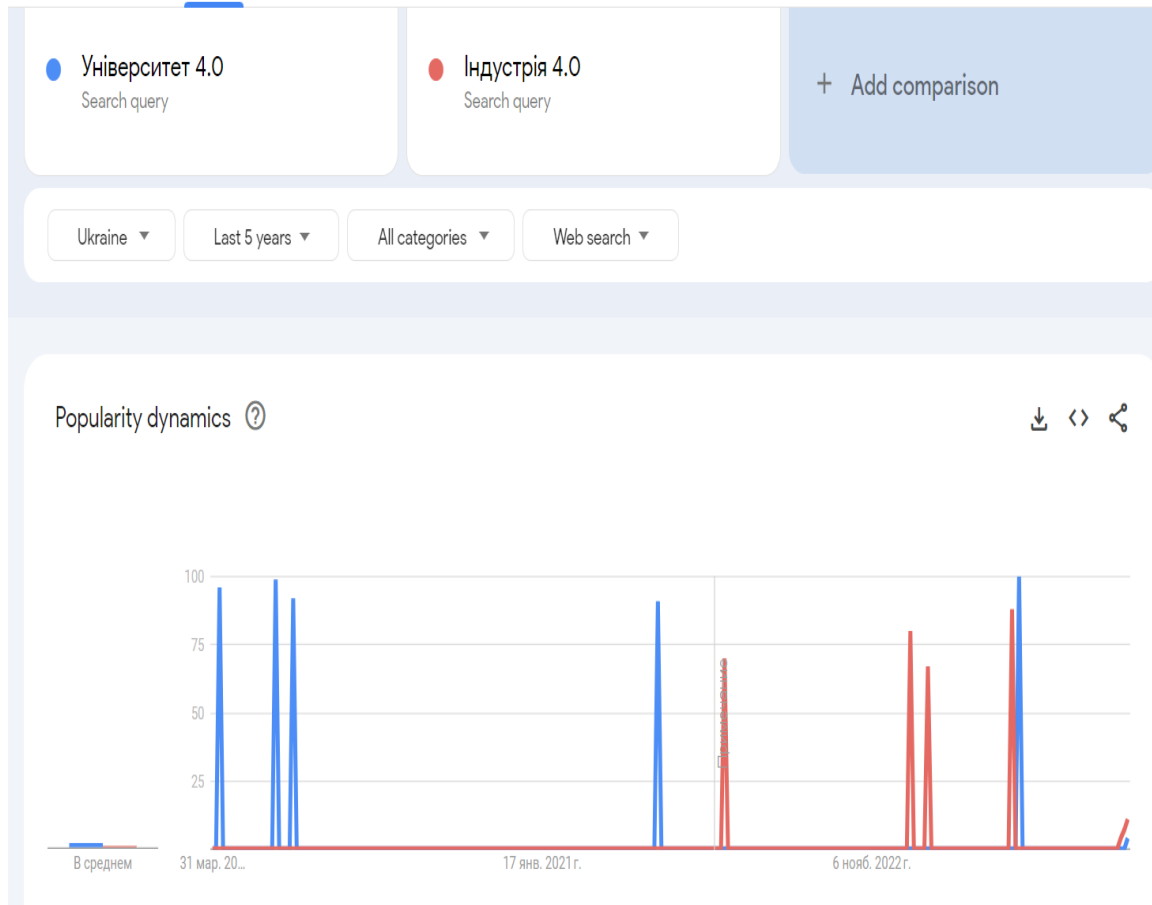 Університет 4.0
Search query
Індустрія 4.0
Search query
+ Add comparison
Ukraine
Last 5 years
All categories
Web search
Popularity dynamics
100
75
50
25
Примечание
В среднем
31 мар. 20...
17 янв. 2021 г.
6 нояб. 2022 г.